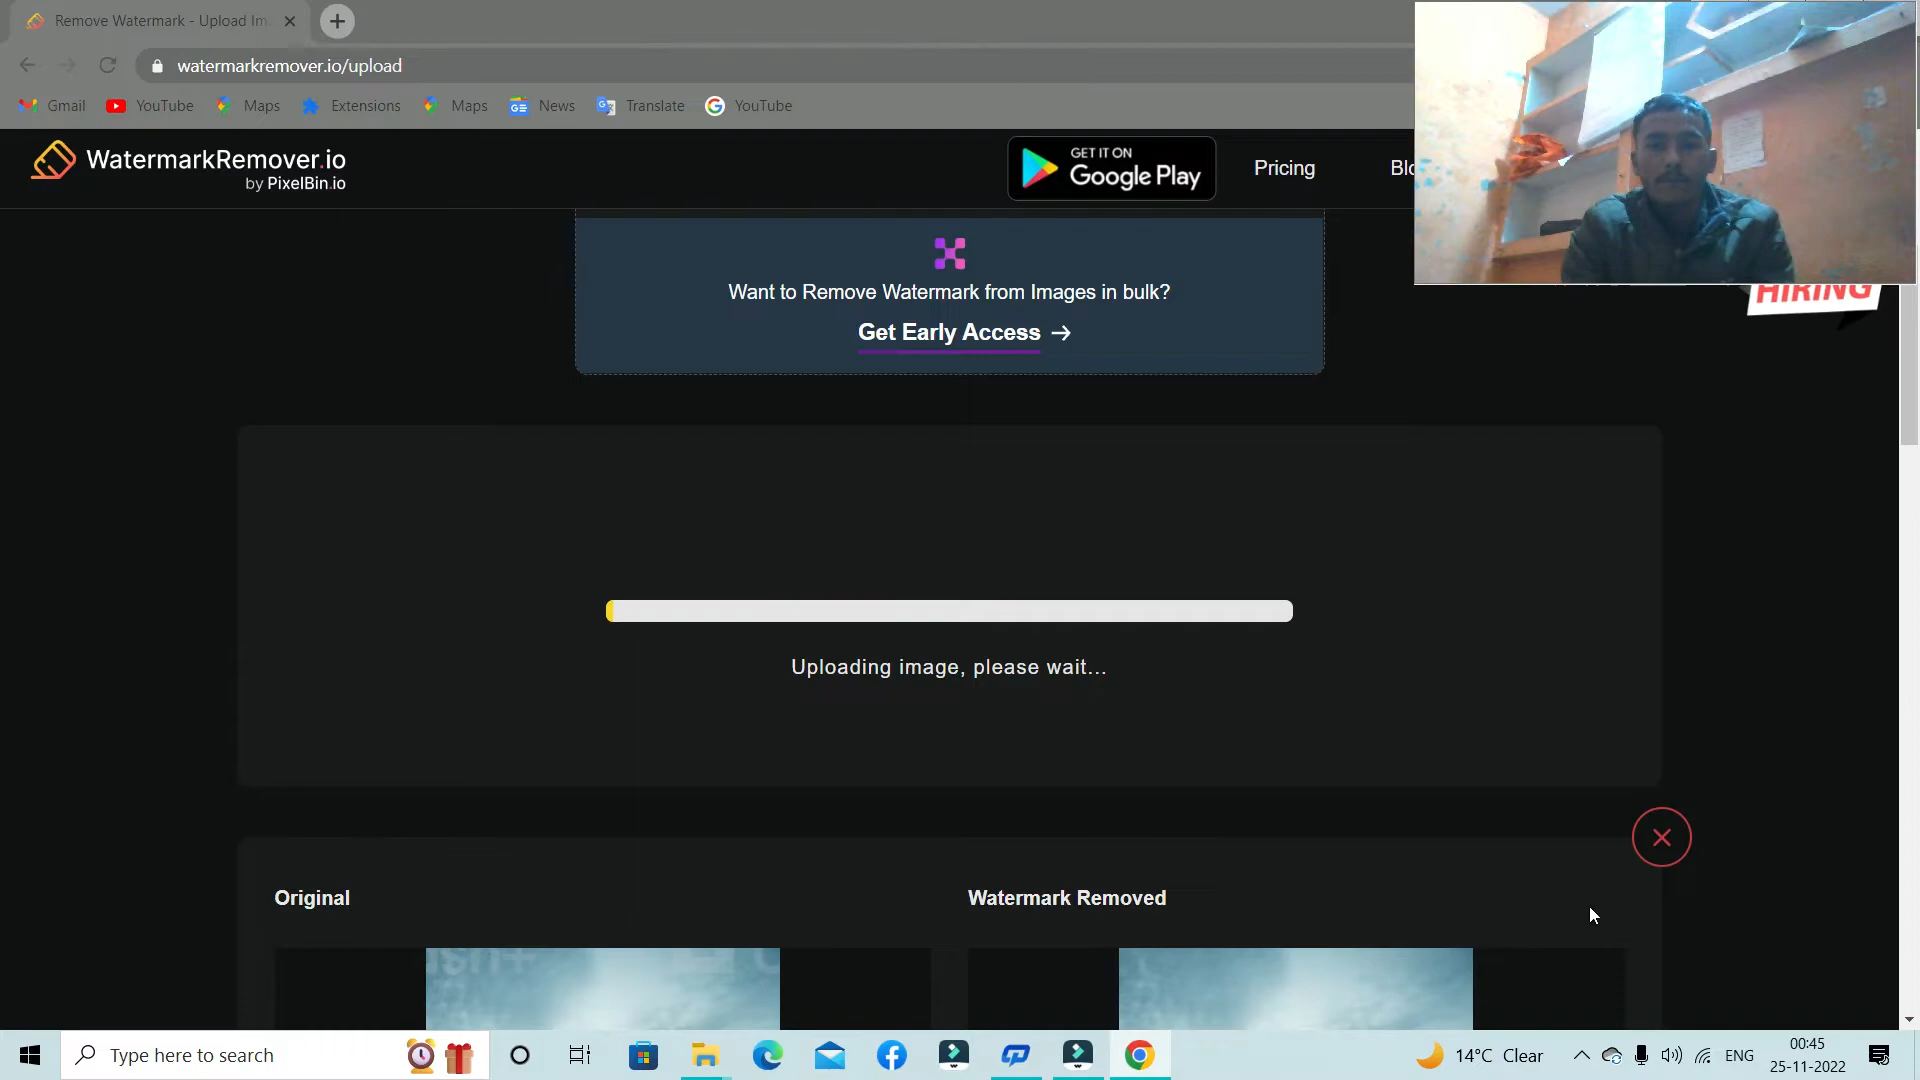 Remove Watermark - Upload Im
watermarkremover.io/upload
Gmail
YouTube
Maps
Extensions
Maps
News
Translate
YouTube
WatermarkRemover.io
by PixelBin.io
GET IT ON
Google Play
Pricing
Blo
HIRING
Want to Remove Watermark from Images in bulk?
Get Early Access →
Uploading image, please wait...
Original
Watermark Removed
Type here to search
14°C Clear
ENG
00:45
25-11-2022